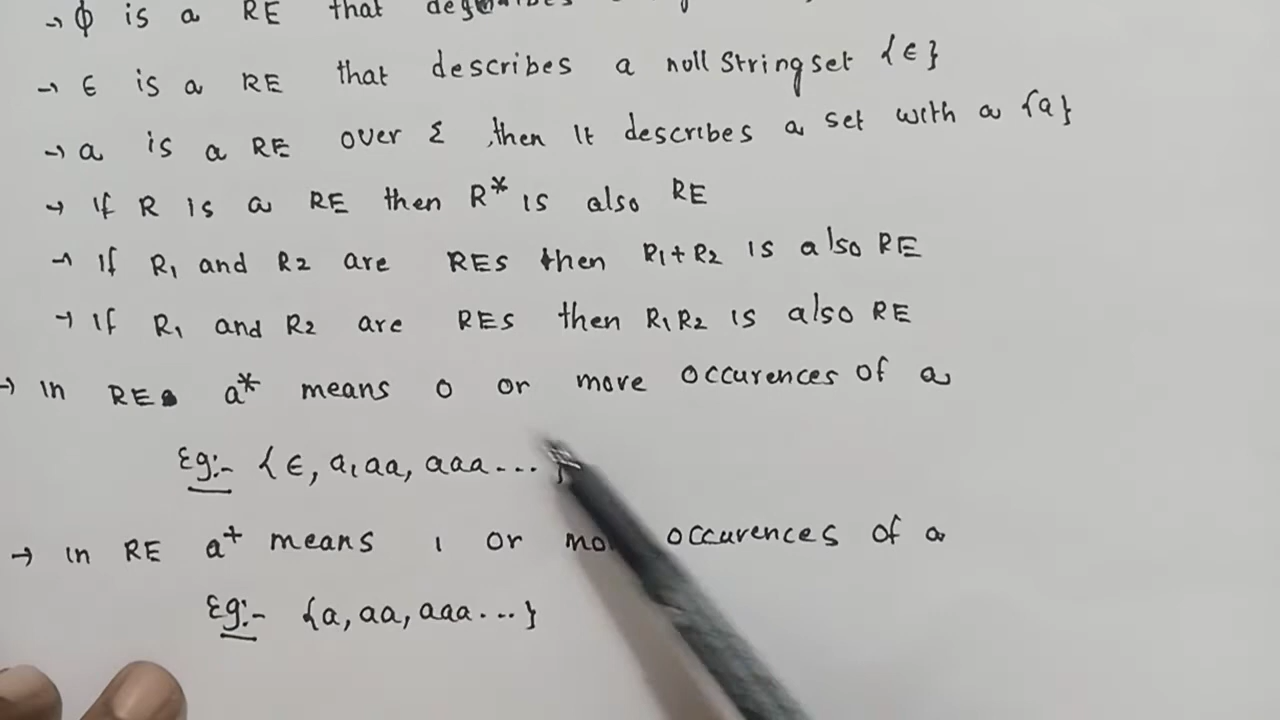 → ϕ is a RE that describes
→ ϵ is a RE that describes a null string set {ϵ}
→ a is a RE over Σ, then It describes a set with a {a}
→ If R is a RE then R* is also RE
→ If R₁ and R2 are RES then R₁+R₂ is also RE
→ If R₁ and R2 are RES then R₁R₂ is also RE
→ In RE a* means 0 or more occurences of a
Eg:- {ϵ, a, aa, aaa...}
→ In RE a⁺ means 1 or mo occurences of a
Eg:- {a, aa, aaa...}